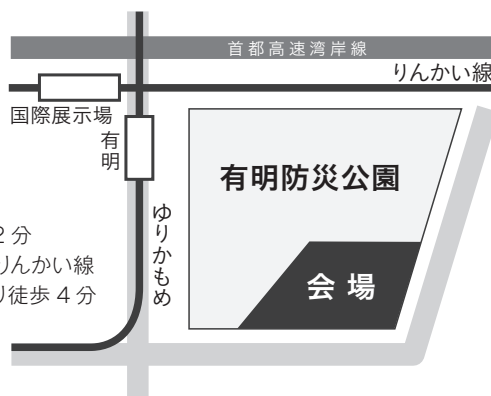 首都高速湾岸線
りんかい線
国際展示場
有明
有明防災公園
ゆりかもめ
2 分
りんかい線
り徒歩 4 分
会場